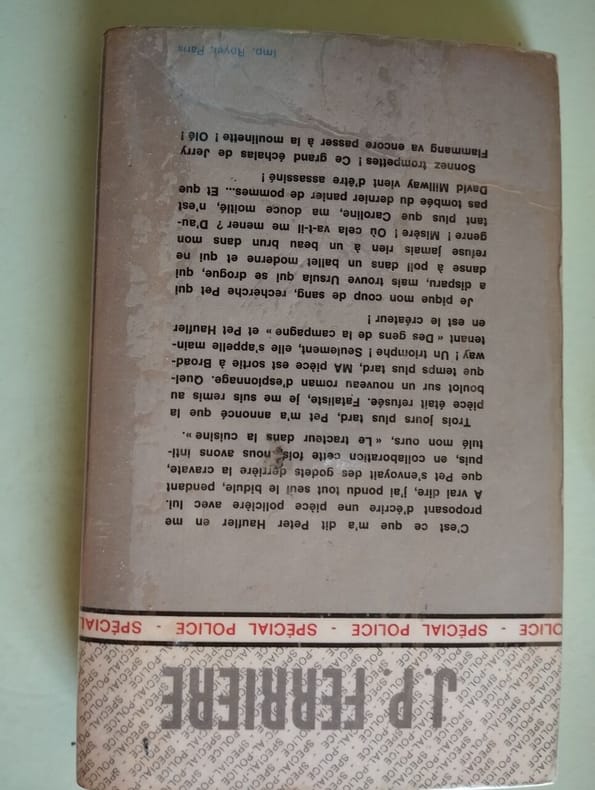 J.P. FERRIERE
OLICE - SPÉCIAL POLICE - SPÉCIAL POLICE - SPÉCIAL
C'est ce que m'a dit Peter Haufler en me
proposant d'écrire une pièce policière avec lui.
A vrai dire, j'ai pondu tout seul le bidule, pendant
que Pet s'envoyait des godets derrière la cravate,
puis, en collaboration cette fois, nous avons inti-
tulé mon ours, « Le tracteur dans la cuisine ».
Trois jours plus tard, Pet m'a annoncé que la
pièce était refusée. Fataliste, je me suis remis au
boulot sur un nouveau roman d'espionnage. Quel-
que temps plus tard, MA pièce est sortie à Broad-
way ! Un triomphe ! Seulement, elle s'appelle main-
tenant « Des gens de la campagne » et Pet Haufler
en est le créateur !
Je pique mon coup de sang, recherche Pet qui
a disparu, mais trouve Ursula qui se drogue, qui
danse à poil dans un ballet moderne et qui ne
refuse jamais rien à un beau brun dans mon
genre ! Misère ! Où cela va-t-il me mener ? D'au-
tant plus que Caroline, ma douce moitié, n'est
pas tombée du dernier panier de pommes... Et que
David Millway vient d'être assassiné !
Sonnez trompettes ! Ce grand échalas de Jerry
Flammang va encore passer à la moulinette ! Olé !
Imp. Royer, Paris